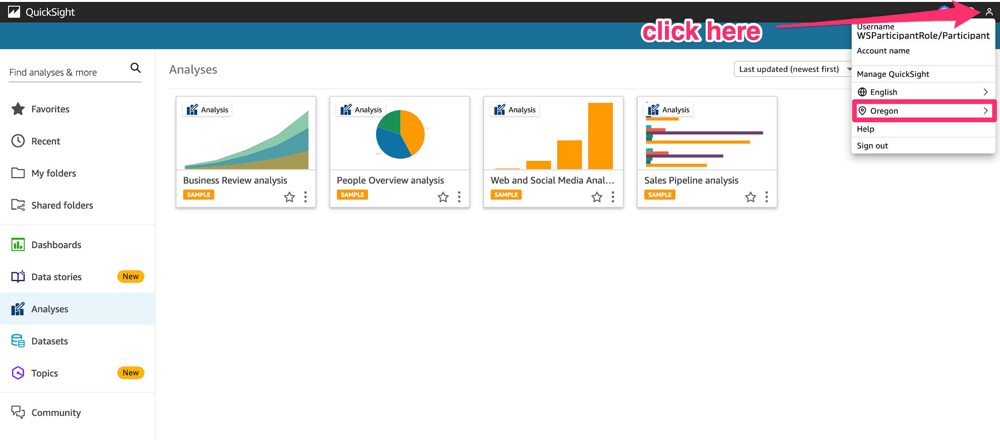 QuickSight
click here
Username
WSParticipantRole/Participant
Account name
Manage QuickSight
English
Oregon
Help
Sign out
Find analyses & more
Favorites
Recent
My folders
Shared folders
Dashboards
Data stories
New
Analyses
Datasets
Topics
New
Community
Analyses
Last updated (newest first)
Analysis
Business Review analysis
SAMPLE
Analysis
People Overview analysis
SAMPLE
Analysis
Web and Social Media Anal...
SAMPLE
Analysis
Sales Pipeline analysis
SAMPLE